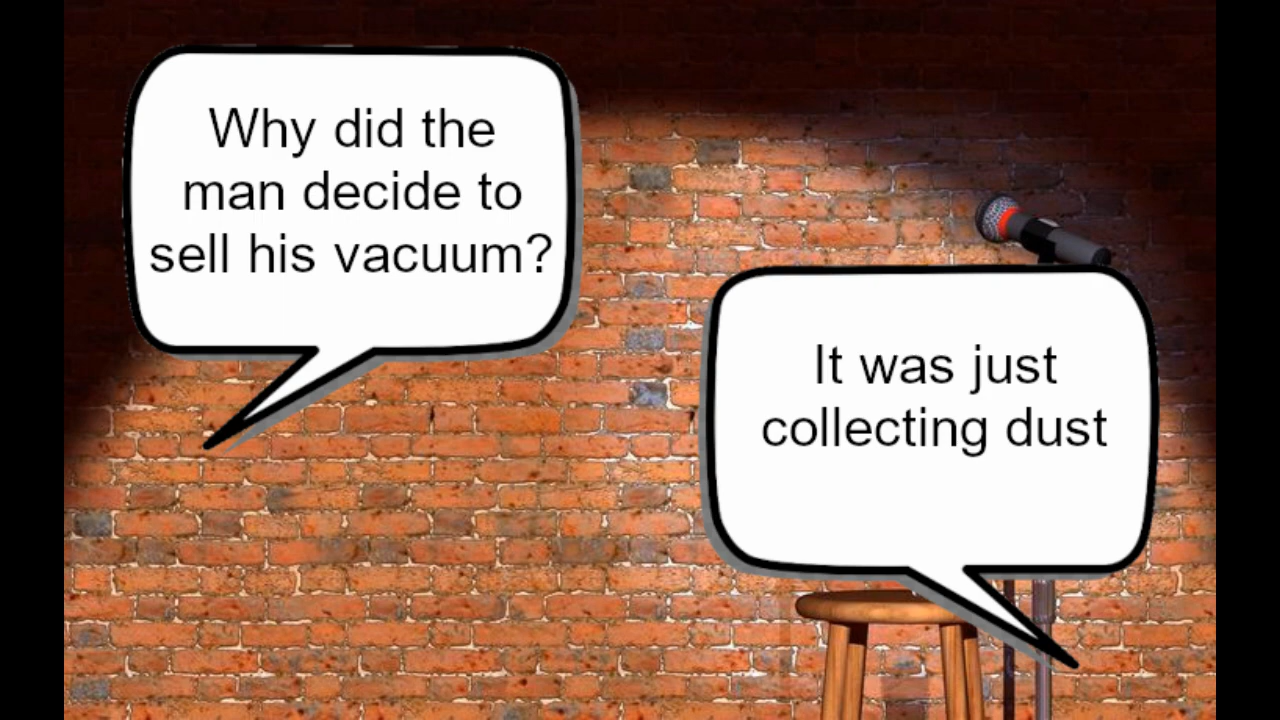 Why did the
man decide to
sell his vacuum?
It was just
collecting dust